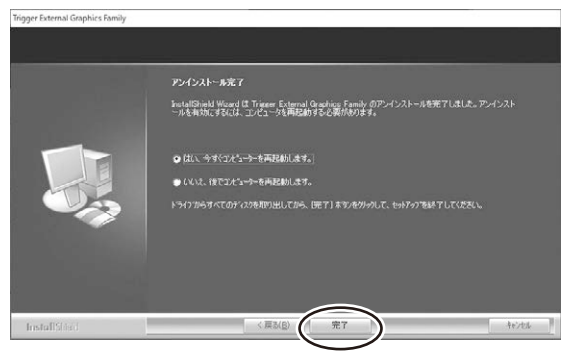 Trigger External Graphics Family
アンインストール完了
InstallShield Wizard は Trigger External Graphics Family のアンインストールを完了しました。アンインスト
ールを有効にするには、コンピュータを再起動する必要があります。
はい、今すぐコンピューターを再起動します。
いいえ、後でコンピューターを再起動します。
ドライブからすべてのディスクを取り出してから、[完了] ボタンをクリックして、セットアップを終了してください。
InstallShield
< 戻る(B)
完了
キャンセル